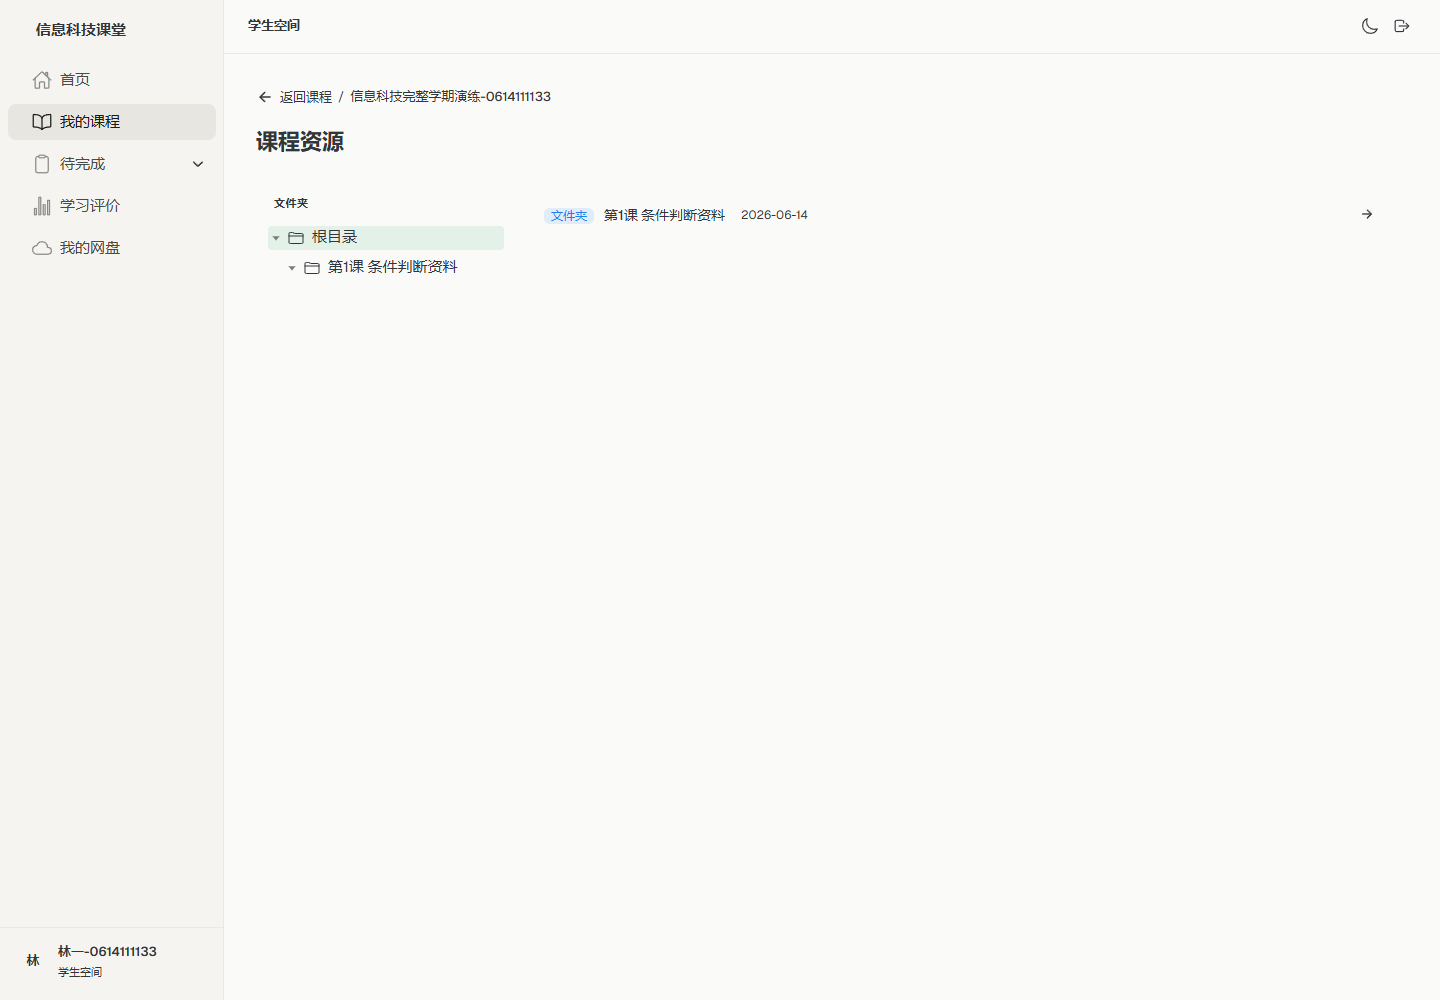 信息科技课堂
首页
我的课程
待完成
学习评价
我的网盘
林一-0614111133
林
学生空间
学生空间
返回课程 / 信息科技完整学期演练-0614111133
课程资源
文件夹
根目录
第1课 条件判断资料
文件夹 第1课 条件判断资料 2026-06-14